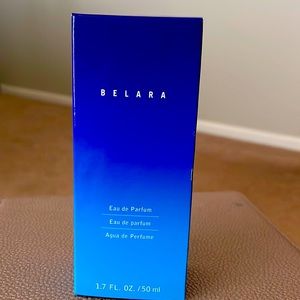 BELARA
Eau de Parfum
Eau de parfum
Agua de Perfume
1.7 FL. OZ. / 50 ml